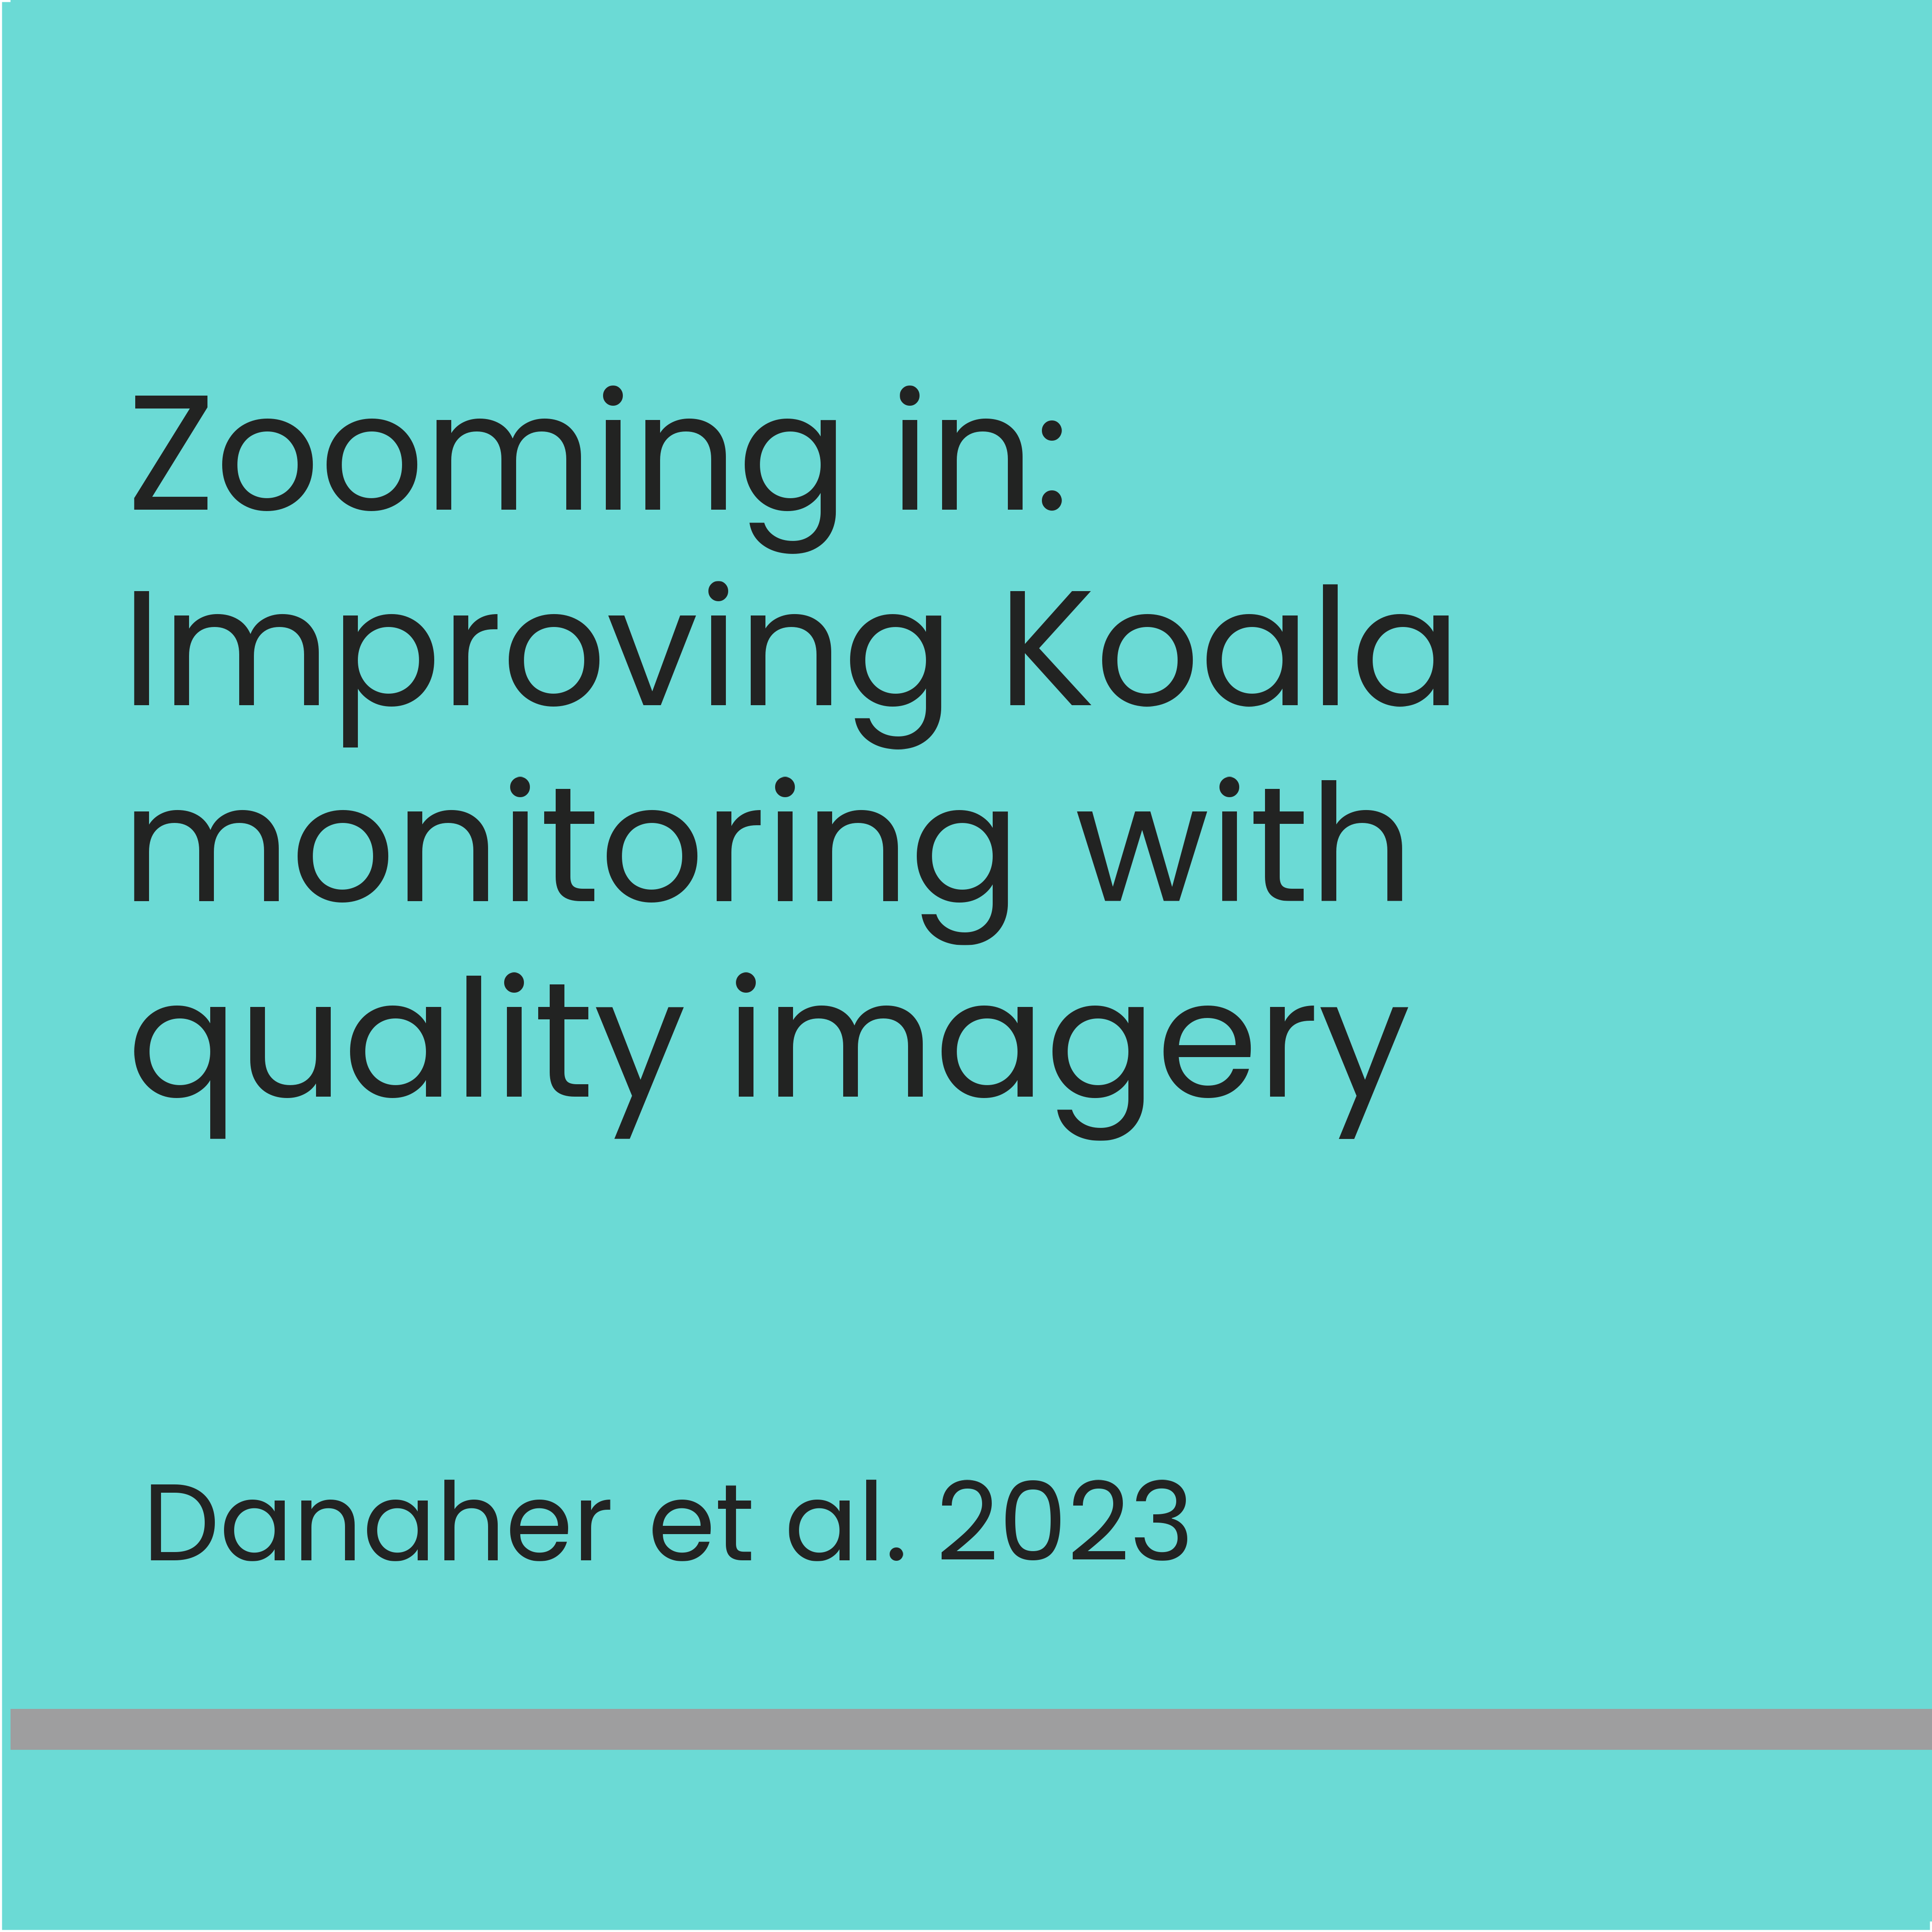 Zooming in:
Improving Koala
monitoring with
quality imagery
Danaher et al. 2023